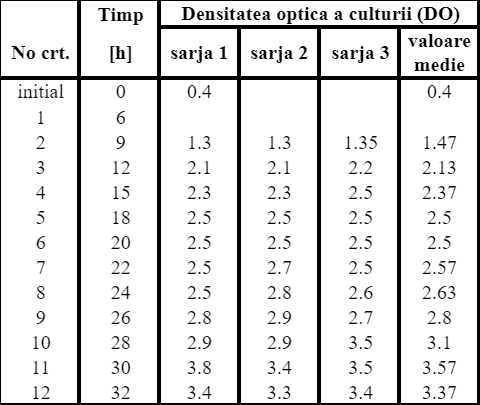 Timp Densitatea optica a culturii (DO)
No crt. [h] sarja 1 sarja 2 sarja 3 valoare medie
initial 0 0.4 0.4
1 6
2 9 1.3 1.3 1.35 1.47
3 12 2.1 2.1 2.2 2.13
4 15 2.3 2.3 2.5 2.37
5 18 2.5 2.5 2.5 2.5
6 20 2.5 2.5 2.5 2.5
7 22 2.5 2.7 2.5 2.57
8 24 2.5 2.8 2.6 2.63
9 26 2.8 2.9 2.7 2.8
10 28 2.9 2.9 3.5 3.1
11 30 3.8 3.4 3.5 3.57
12 32 3.4 3.3 3.4 3.37